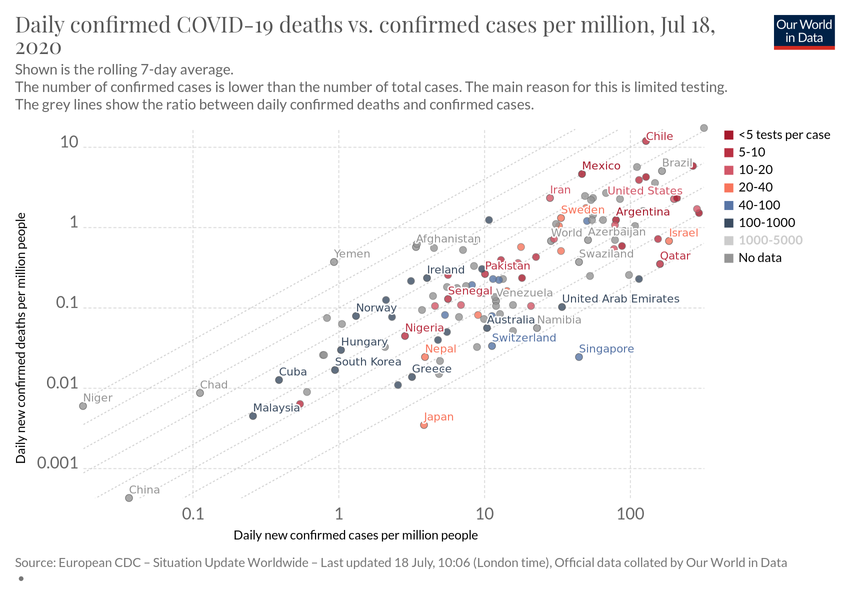 Daily confirmed COVID-19 deaths vs. confirmed cases per million, Jul 18,
2020
Our World
in Data
Shown is the rolling 7-day average.
The number of confirmed cases is lower than the number of total cases. The main reason for this is limited testing.
The grey lines show the ratio between daily confirmed deaths and confirmed cases.
<5 tests per case
5-10
10-20
20-40
40-100
100-1000
1000-5000
No data
Daily new confirmed deaths per million people
10
1
0.1
0.01
0.001
Chile
Mexico
Brazil
Iran
United States
Sweden
Argentina
Afghanistan
World
Azerbaijan
Israel
Yemen
Swaziland
Qatar
Ireland
Pakistan
Senegal
Venezuela
United Arab Emirates
Norway
Australia
Namibia
Nigeria
Switzerland
Hungary
Nepal
Singapore
South Korea
Greece
Cuba
Chad
Niger
Malaysia
Japan
China
0.1
1
10
100
Daily new confirmed cases per million people
Source: European CDC – Situation Update Worldwide – Last updated 18 July, 10:06 (London time), Official data collated by Our World in Data